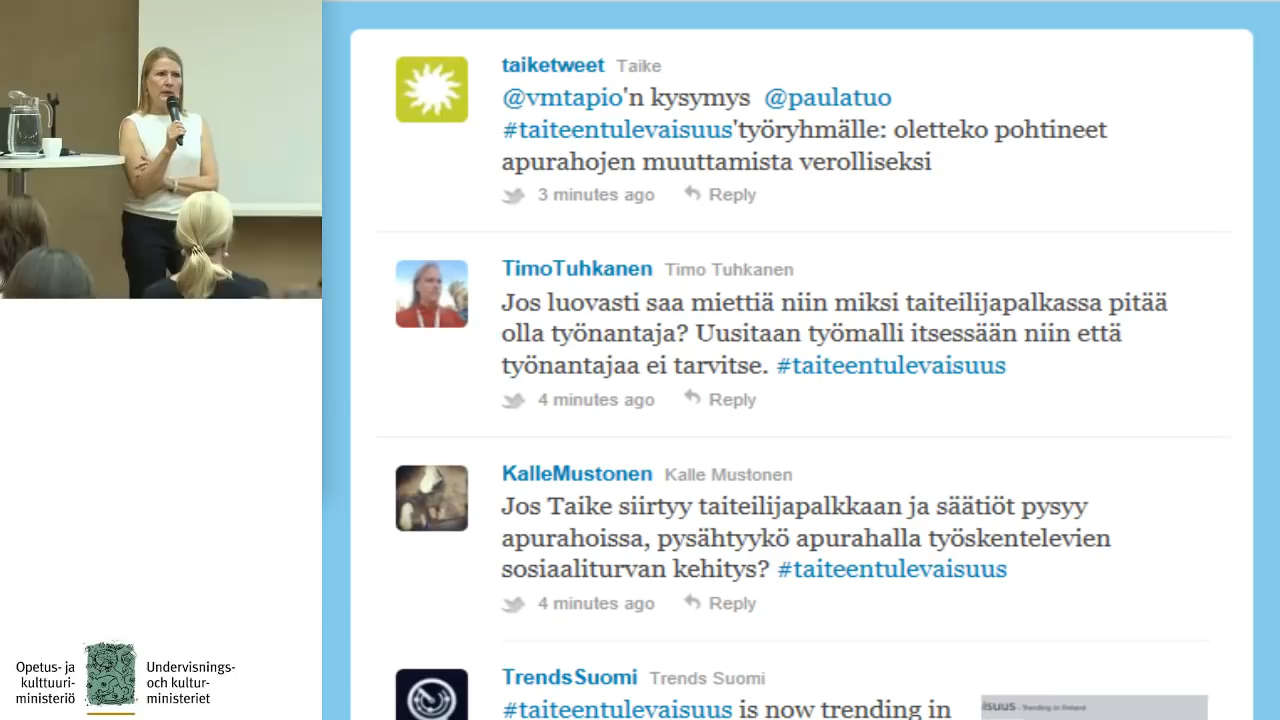 taiketweet Taike
@vmtapio'n kysymys @paulatuo
#taiteentulevaisuus'työryhmälle: oletteko pohtineet
apurahojen muuttamista verolliseksi
3 minutes ago Reply
TimoTuhkanen Timo Tuhkanen
Jos luovasti saa miettiä niin miksi taiteilijapalkassa pitää
olla työnantaja? Uusitaan työmalli itsessään niin että
työnantajaa ei tarvitse. #taiteentulevaisuus
4 minutes ago Reply
KalleMustonen Kalle Mustonen
Jos Taike siirtyy taiteilijapalkkaan ja säätiöt pysyy
apurahoissa, pysähtyykö apurahalla työskentelevien
sosiaaliturvan kehitys? #taiteentulevaisuus
4 minutes ago Reply
TrendsSuomi Trends Suomi
#taiteentulevaisuus is now trending in
isuus - Trending in Finland
Opetus- ja
kulttuuri-
ministeriö
Undervisnings-
och kultur-
ministeriet